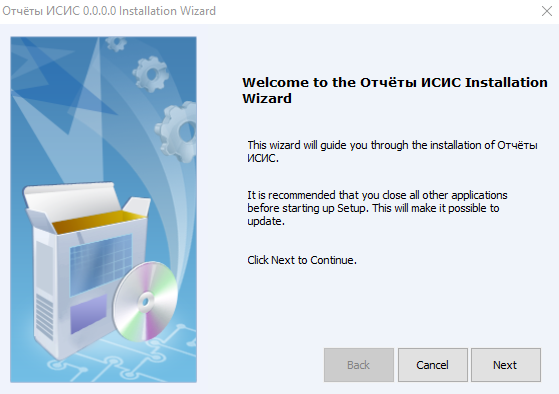 Отчёты ИСИС 0.0.0.0 Installation Wizard
Welcome to the Отчёты ИСИС Installation
Wizard
This wizard will guide you through the installation of Отчёты
ИСИС.
It is recommended that you close all other applications
before starting up Setup. This will make it possible to
update.
Click Next to Continue.
Back
Cancel
Next